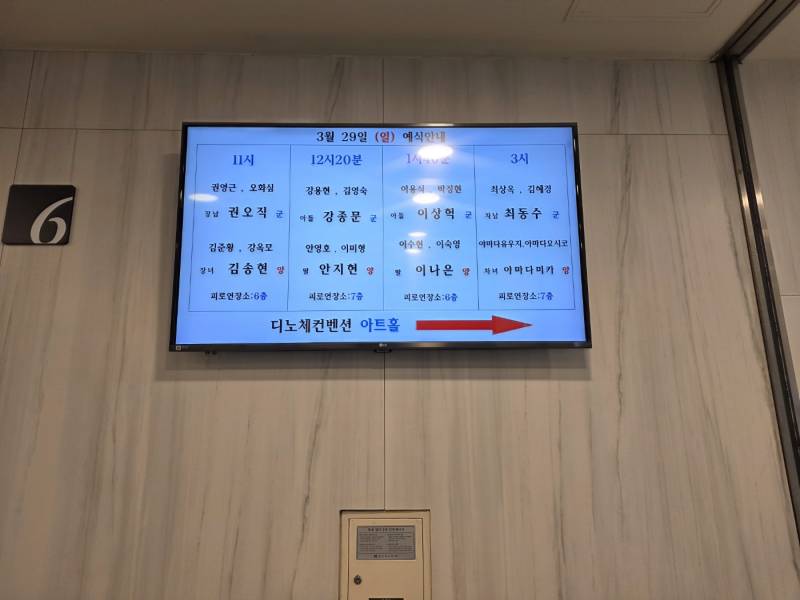 3월 29일 (일) 예식안내
11시
권영근 , 오화심
장남 권오직 군
김준황 , 강옥모
장녀 김송현 양
피로연장소:6층
12시20분
강용현 , 김영숙
아들 강종문 군
안영호 , 이미형
딸 안지현 양
피로연장소:7층
이용식 박정현
아들 이상혁 군
이수현 , 이숙영
딸 이나은 양
피로연장소:6층
3시
최상옥 , 김혜경
차남 최동수 군
야마다유우지,야마다요시코
차녀 야마다미카 양
피로연장소:7층
디노체컨벤션 아트홀
LG
6